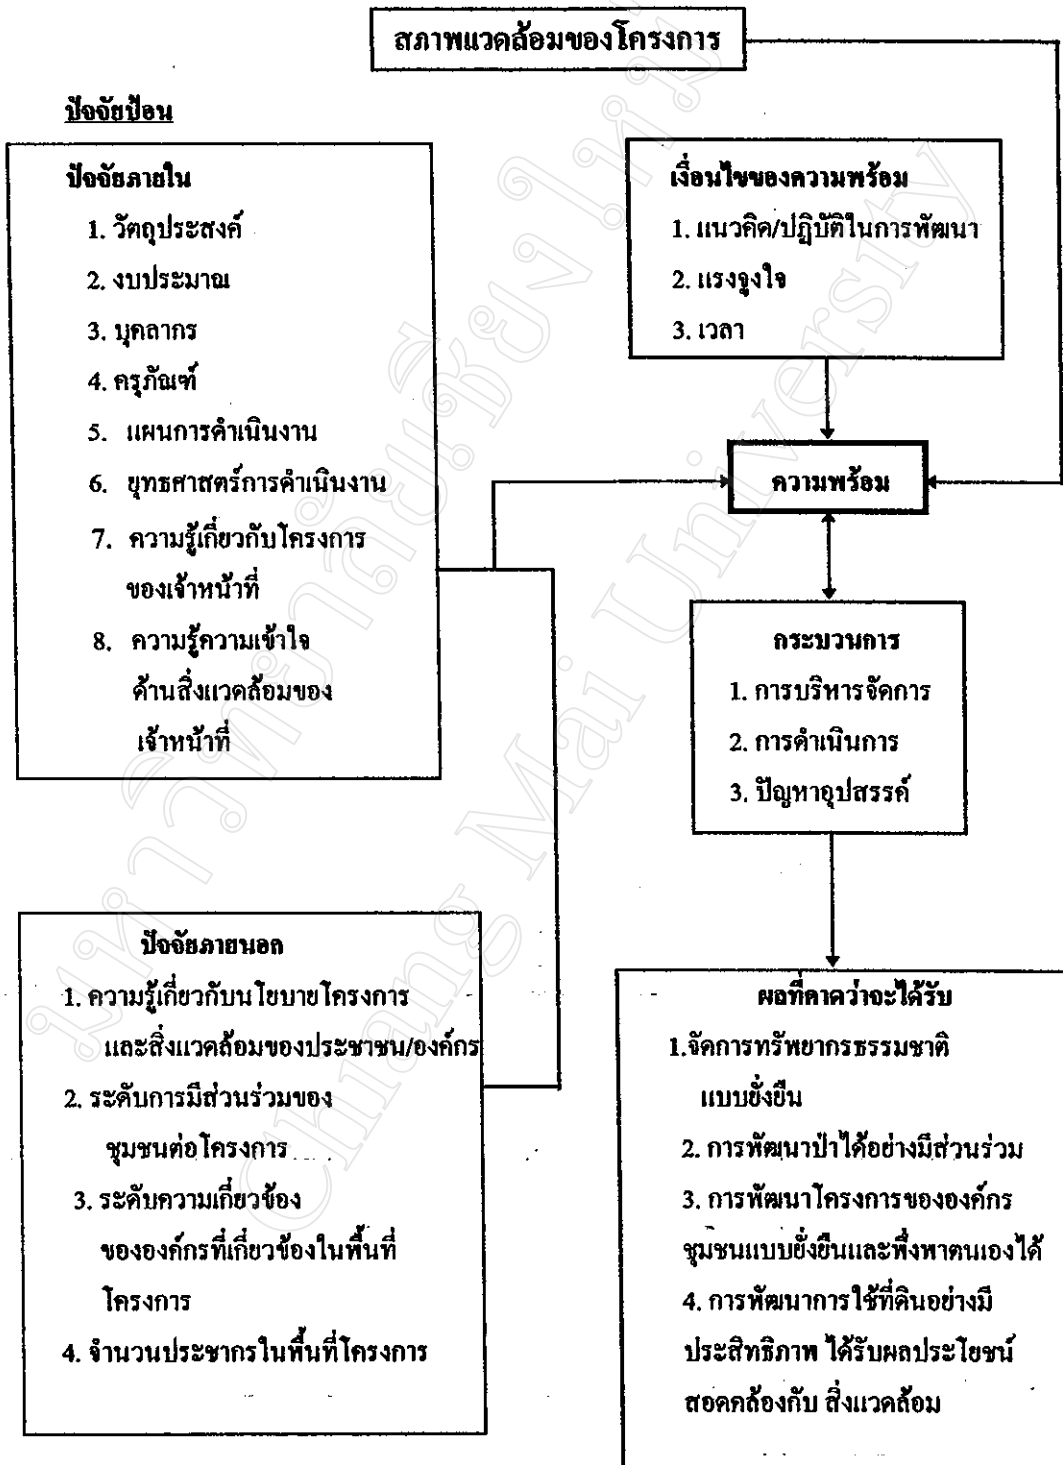 สภาพแวดล้อมของโครงการ
ปัจจัยป้อน
ปัจจัยภายใน
1. วัตถุประสงค์
2. งบประมาณ
3. บุคลากร
4. ครุภัณฑ์
5. แผนการดำเนินงาน
6. ยุทธศาสตร์การดำเนินงาน
7. ความรู้เกี่ยวกับโครงการ
ของเจ้าหน้าที่
8. ความรู้ความเข้าใจ
ด้านสิ่งแวดล้อมของ
เจ้าหน้าที่
เงื่อนไขของความพร้อม
1. แนวคิด/ปฏิบัติในการพัฒนา
2. แรงจูงใจ
3. เวลา
ความพร้อม
กระบวนการ
1. การบริหารจัดการ
2. การดำเนินการ
3. ปัญหาอุปสรรค์
ปัจจัยภายนอก
1. ความรู้เกี่ยวกับนโยบายโครงการ
และสิ่งแวดล้อมของประชาชน/องค์กร
2. ระดับการมีส่วนร่วมของ
ชุมชนต่อโครงการ
3. ระดับความเกี่ยวข้อง
ขององค์กรที่เกี่ยวข้องในพื้นที่
โครงการ
4. จำนวนประชากรในพื้นที่โครงการ
ผลที่คาดว่าจะได้รับ
1.จัดการทรัพยากรธรรมชาติ
แบบยั่งยืน
2. การพัฒนาป่าได้อย่างมีส่วนร่วม
3. การพัฒนาโครงการขององค์กร
ชุมชนแบบยั่งยืนและพึ่งพาตนเองได้
4. การพัฒนาการใช้ที่ดินอย่างมี
ประสิทธิภาพ ได้รับผลประโยชน์
สอดคล้องกับ สิ่งแวดล้อม
มหาวิทยาลัยเชียงใหม่
Chiang Mai University